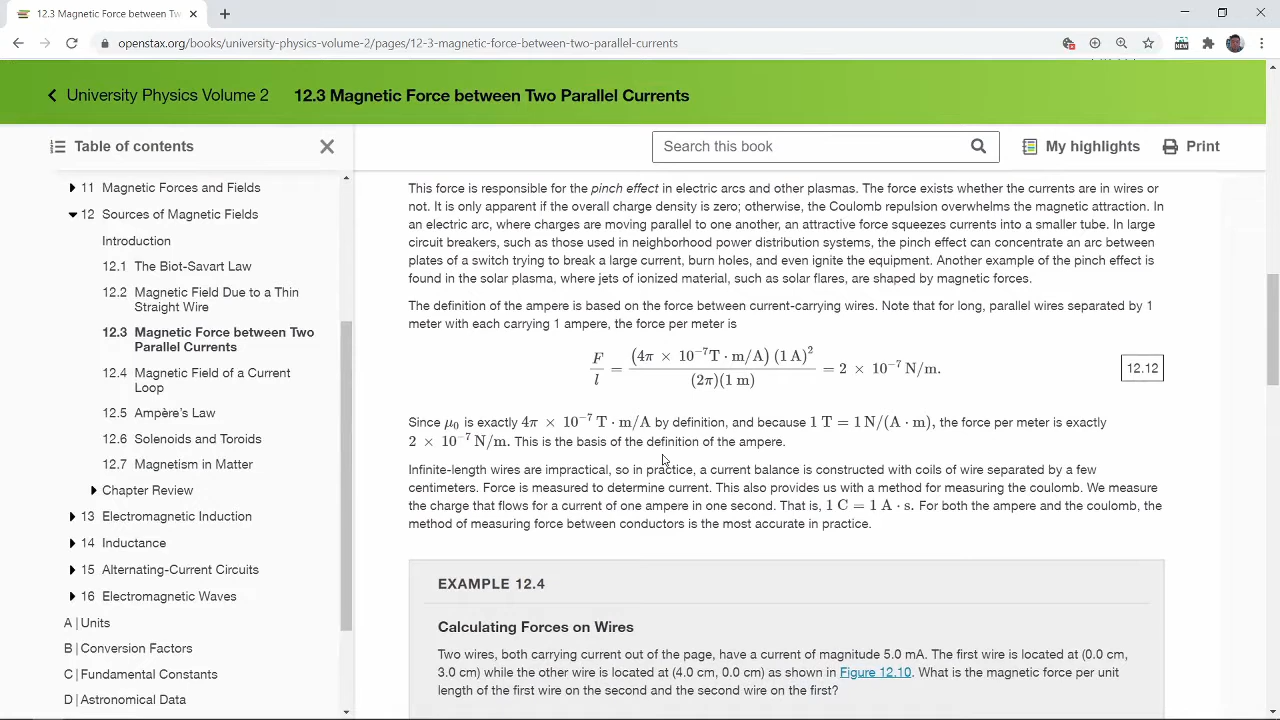 12.3 Magnetic Force between Tw
openstax.org/books/university-physics-volume-2/pages/12-3-magnetic-force-between-two-parallel-currents
NEW
University Physics Volume 2
12.3 Magnetic Force between Two Parallel Currents
Table of contents
Search this book
My highlights
Print
11 Magnetic Forces and Fields
12 Sources of Magnetic Fields
Introduction
12.1 The Biot-Savart Law
12.2 Magnetic Field Due to a Thin
Straight Wire
12.3 Magnetic Force between Two
Parallel Currents
12.4 Magnetic Field of a Current
Loop
12.5 Ampère's Law
12.6 Solenoids and Toroids
12.7 Magnetism in Matter
Chapter Review
13 Electromagnetic Induction
14 Inductance
15 Alternating-Current Circuits
16 Electromagnetic Waves
A | Units
B | Conversion Factors
C | Fundamental Constants
D | Astronomical Data
This force is responsible for the pinch effect in electric arcs and other plasmas. The force exists whether the currents are in wires or
not. It is only apparent if the overall charge density is zero; otherwise, the Coulomb repulsion overwhelms the magnetic attraction. In
an electric arc, where charges are moving parallel to one another, an attractive force squeezes currents into a smaller tube. In large
circuit breakers, such as those used in neighborhood power distribution systems, the pinch effect can concentrate an arc between
plates of a switch trying to break a large current, burn holes, and even ignite the equipment. Another example of the pinch effect is
found in the solar plasma, where jets of ionized material, such as solar flares, are shaped by magnetic forces.
The definition of the ampere is based on the force between current-carrying wires. Note that for long, parallel wires separated by 1
meter with each carrying 1 ampere, the force per meter is
F/l = (4π × 10⁻⁷T · m/A) (1 A)² / (2π)(1 m) = 2 × 10⁻⁷ N/m.
12.12
Since μ₀ is exactly 4π × 10⁻⁷ T · m/A by definition, and because 1 T = 1 N/(A · m), the force per meter is exactly
2 × 10⁻⁷ N/m. This is the basis of the definition of the ampere.
Infinite-length wires are impractical, so in practice, a current balance is constructed with coils of wire separated by a few
centimeters. Force is measured to determine current. This also provides us with a method for measuring the coulomb. We measure
the charge that flows for a current of one ampere in one second. That is, 1 C = 1 A · s. For both the ampere and the coulomb, the
method of measuring force between conductors is the most accurate in practice.
EXAMPLE 12.4
Calculating Forces on Wires
Two wires, both carrying current out of the page, have a current of magnitude 5.0 mA. The first wire is located at (0.0 cm,
3.0 cm) while the other wire is located at (4.0 cm, 0.0 cm) as shown in Figure 12.10. What is the magnetic force per unit
length of the first wire on the second and the second wire on the first?